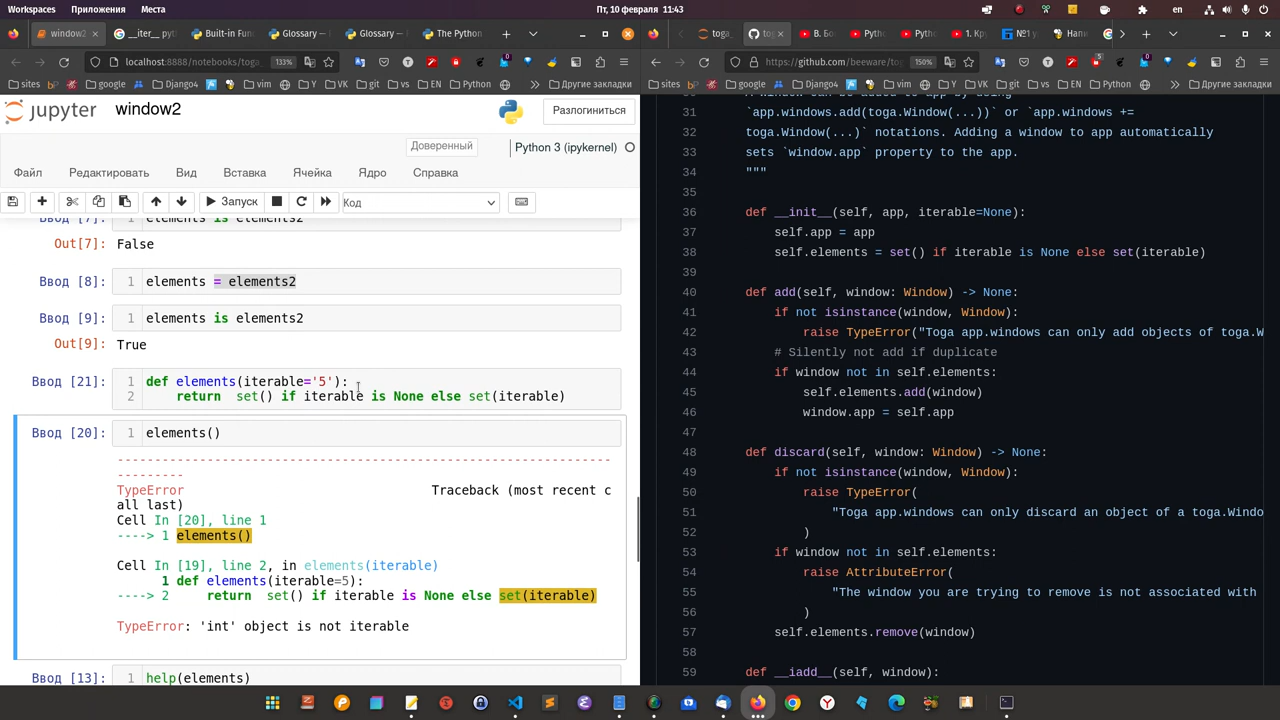 Workspaces Приложения Места
Пт, 10 февраля 11:43
en
window2
__iter__ pyt
Built-in Fun
Glossary —
Glossary —
The Python
localhost:8888/notebooks/toga
133%
sites
google
Django4
Y
VK
git
vs
EN
Python
Другие закладки
jupyter window2
Разлогиниться
Доверенный
Python 3 (ipykernel)
Файл Редактировать Вид Вставка Ячейка Ядро Справка
Запуск
Код
Ввод [7]: 1 elements is elements2
Out[7]: False
Ввод [8]: 1 elements = elements2
Ввод [9]: 1 elements is elements2
Out[9]: True
Ввод [21]: 1 def elements(iterable='5'):
2 return  set() if iterable is None else set(iterable)
Ввод [20]: 1 elements()
---------------------------------------------------------------------------
TypeError                                 Traceback (most recent c
all last)
Cell In [20], line 1
----> 1 elements()
Cell In [19], line 2, in elements(iterable)
1 def elements(iterable=5):
----> 2     return  set() if iterable is None else set(iterable)
TypeError: 'int' object is not iterable
Ввод [13]: help(elements)
toga_
tog
В. Бо
Pyth
Pyth
1. Кр
№1 у
Нап
https://github.com/beeware/tog
150%
sites
google
Django4
Y
VK
git
vs
EN
Python
Другие закладки
31 `app.windows.add(toga.Window(...))` or `app.windows +=
32 toga.Window(...)` notations. Adding a window to app automatically
33 sets `window.app` property to the app.
34 """
35
36 def __init__(self, app, iterable=None):
37 self.app = app
38 self.elements = set() if iterable is None else set(iterable)
39
40 def add(self, window: Window) -> None:
41 if not isinstance(window, Window):
42 raise TypeError("Toga app.windows can only add objects of toga.W
43 # Silently not add if duplicate
44 if window not in self.elements:
45 self.elements.add(window)
46 window.app = self.app
47
48 def discard(self, window: Window) -> None:
49 if not isinstance(window, Window):
50 raise TypeError(
51 "Toga app.windows can only discard an object of a toga.Windo
52 )
53 if window not in self.elements:
54 raise AttributeError(
55 "The window you are trying to remove is not associated with
56 )
57 self.elements.remove(window)
58
59 def __iadd__(self, window):